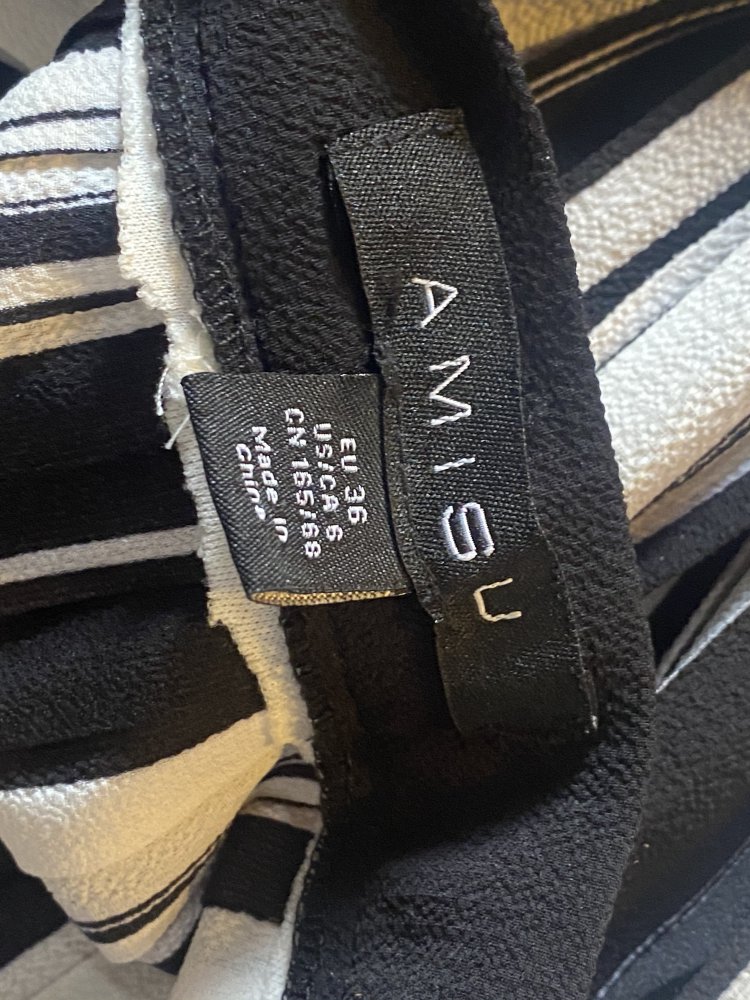 AMISU
EU 36
US/CA 6
CN 165/68
Made in
China